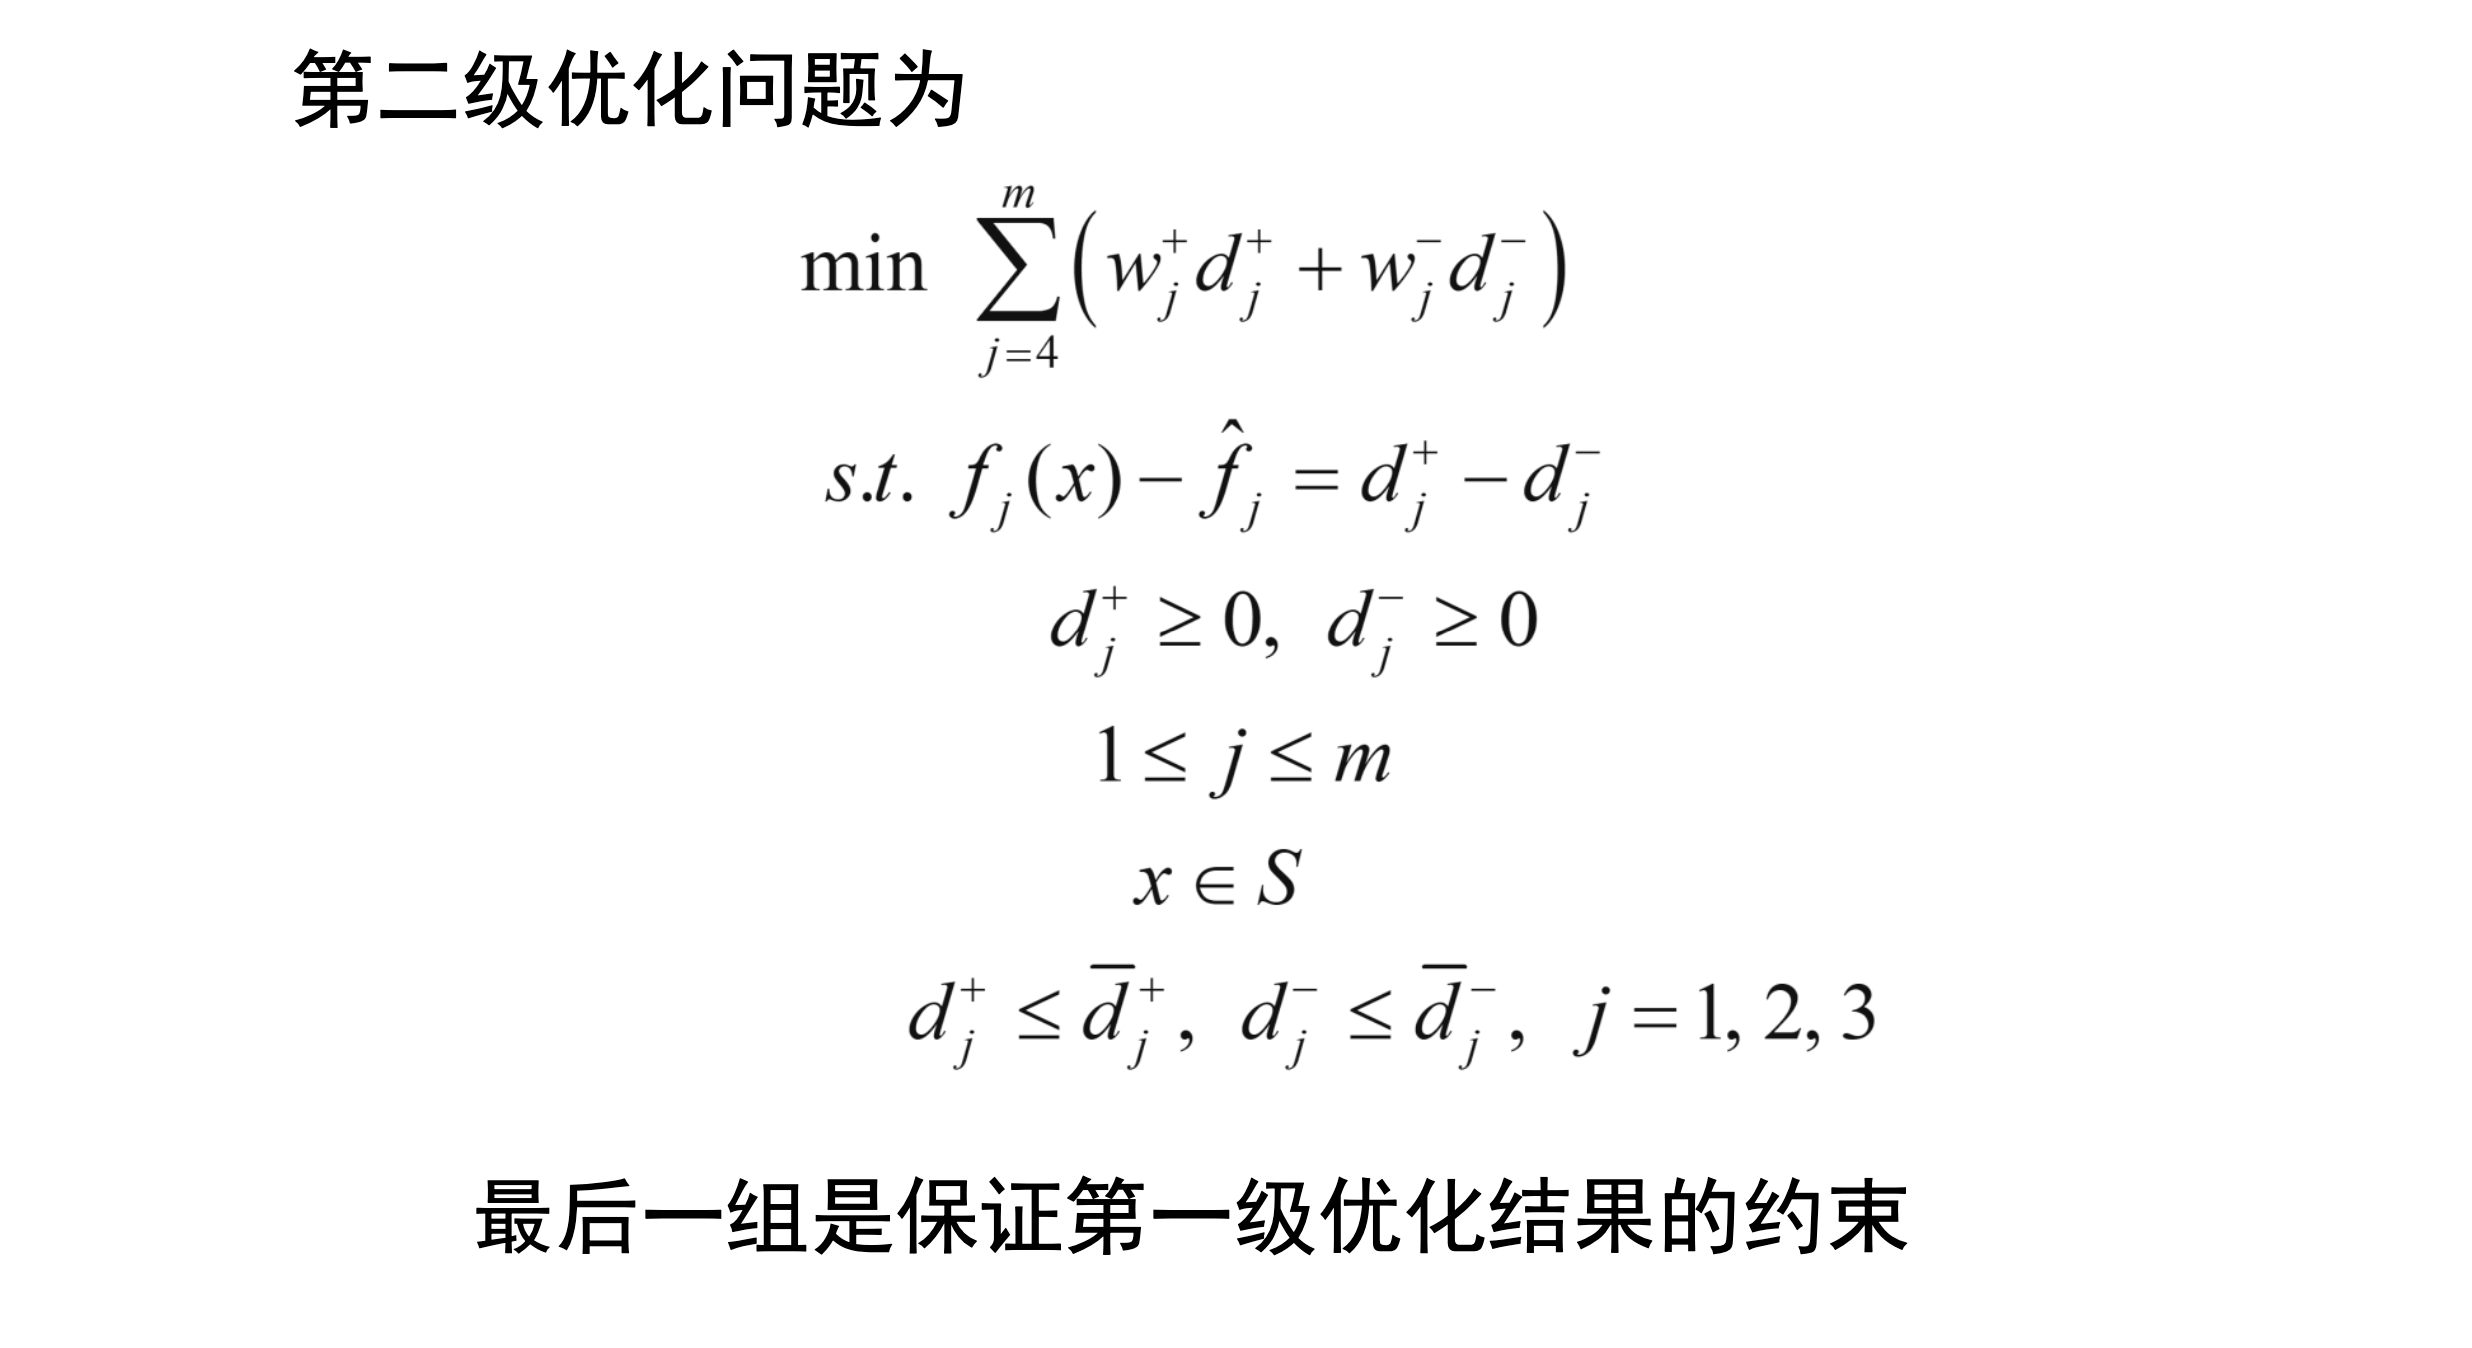 第二级优化问题为
$\min \sum_{j=4}^{m} \left( w_j^+ d_j^+ + w_j^- d_j^- \right)$
$s.t. \ f_j(x) - \hat{f}_j = d_j^+ - d_j^-$
$d_j^+ \geq 0, \ d_j^- \geq 0$
$1 \leq j \leq m$
$x \in S$
$d_j^+ \leq \overline{d}_j^+, \ d_j^- \leq \overline{d}_j^-, \ j = 1, 2, 3$
最后一组是保证第一级优化结果的约束